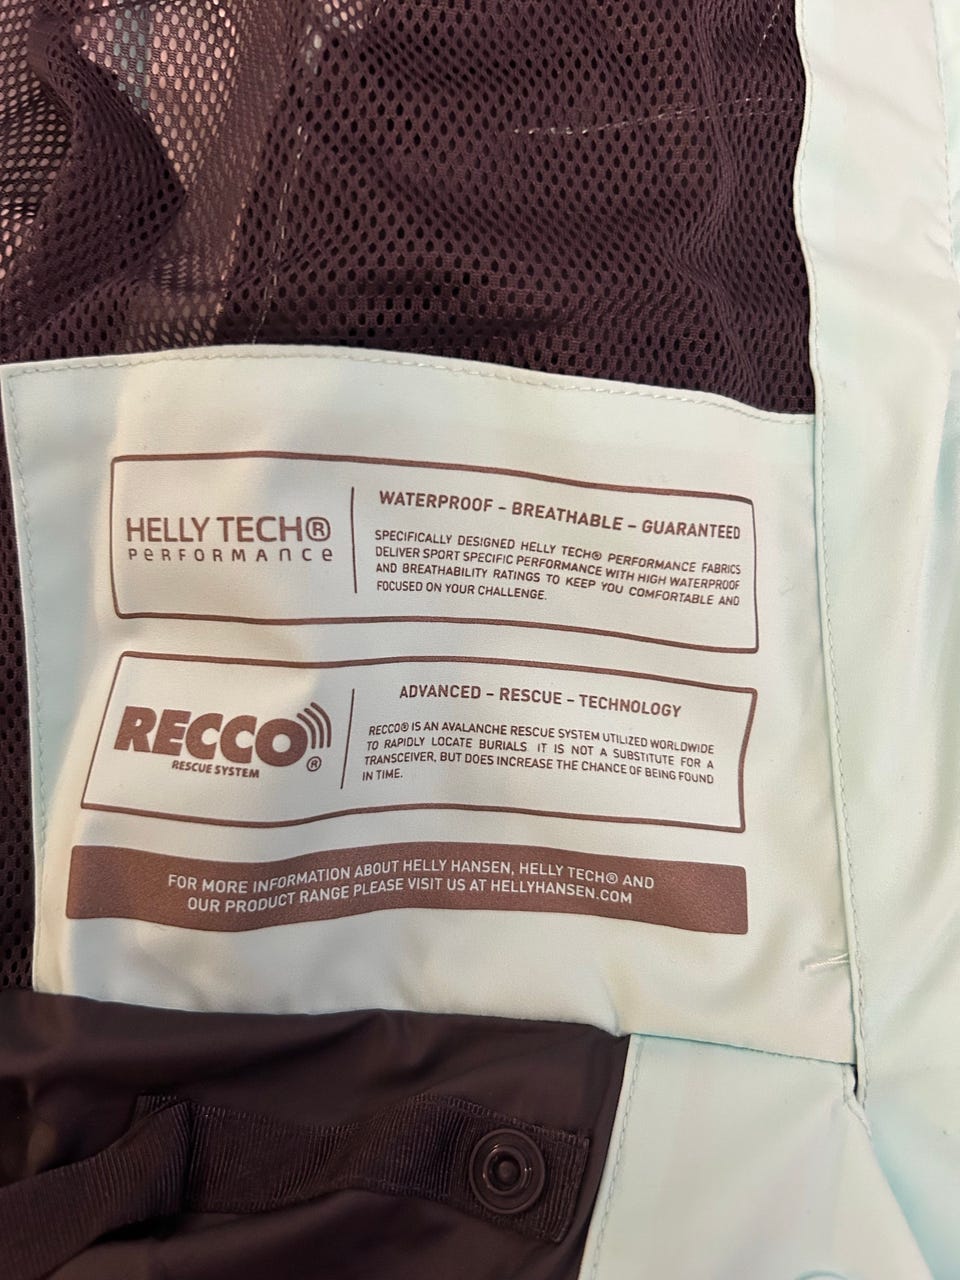 HELLY TECH®
PERFORMANCE
WATERPROOF – BREATHABLE – GUARANTEED
SPECIFICALLY DESIGNED HELLY TECH® PERFORMANCE FABRICS
DELIVER SPORT SPECIFIC PERFORMANCE WITH HIGH WATERPROOF
AND BREATHABILITY RATINGS TO KEEP YOU COMFORTABLE AND
FOCUSED ON YOUR CHALLENGE.
RECCO®
RESCUE SYSTEM
ADVANCED – RESCUE – TECHNOLOGY
RECCO® IS AN AVALANCHE RESCUE SYSTEM UTILIZED WORLDWIDE
TO RAPIDLY LOCATE BURIALS. IT IS NOT A SUBSTITUTE FOR A
TRANSCEIVER, BUT DOES INCREASE THE CHANCE OF BEING FOUND
IN TIME.
FOR MORE INFORMATION ABOUT HELLY HANSEN, HELLY TECH® AND
OUR PRODUCT RANGE PLEASE VISIT US AT HELLYHANSEN.COM